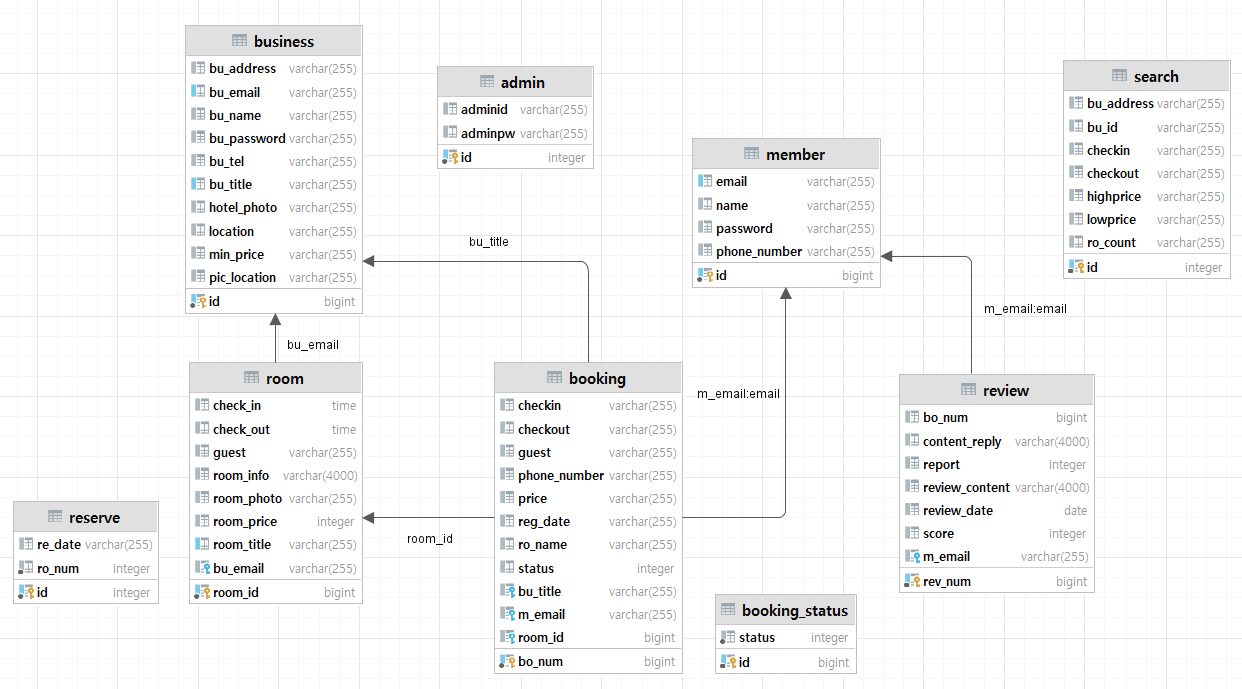 business
bu_address varchar(255)
bu_email varchar(255)
bu_name varchar(255)
bu_password varchar(255)
bu_tel varchar(255)
bu_title varchar(255)
hotel_photo varchar(255)
location varchar(255)
min_price varchar(255)
pic_location varchar(255)
id bigint
admin
adminid varchar(255)
adminpw varchar(255)
id integer
member
email varchar(255)
name varchar(255)
password varchar(255)
phone_number varchar(255)
id bigint
search
bu_address varchar(255)
bu_id varchar(255)
checkin varchar(255)
checkout varchar(255)
highprice varchar(255)
lowprice varchar(255)
ro_count varchar(255)
id integer
bu_title
m_email:email
bu_email
m_email:email
room_id
reserve
re_date varchar(255)
ro_num integer
id integer
room
check_in time
check_out time
guest varchar(255)
room_info varchar(4000)
room_photo varchar(255)
room_price integer
room_title varchar(255)
bu_email varchar(255)
room_id bigint
booking
checkin varchar(255)
checkout varchar(255)
guest varchar(255)
phone_number varchar(255)
price varchar(255)
reg_date varchar(255)
ro_name varchar(255)
status integer
bu_title varchar(255)
m_email varchar(255)
room_id bigint
bo_num bigint
booking_status
status integer
id bigint
review
bo_num bigint
content_reply varchar(4000)
report integer
review_content varchar(4000)
review_date date
score integer
m_email varchar(255)
rev_num bigint